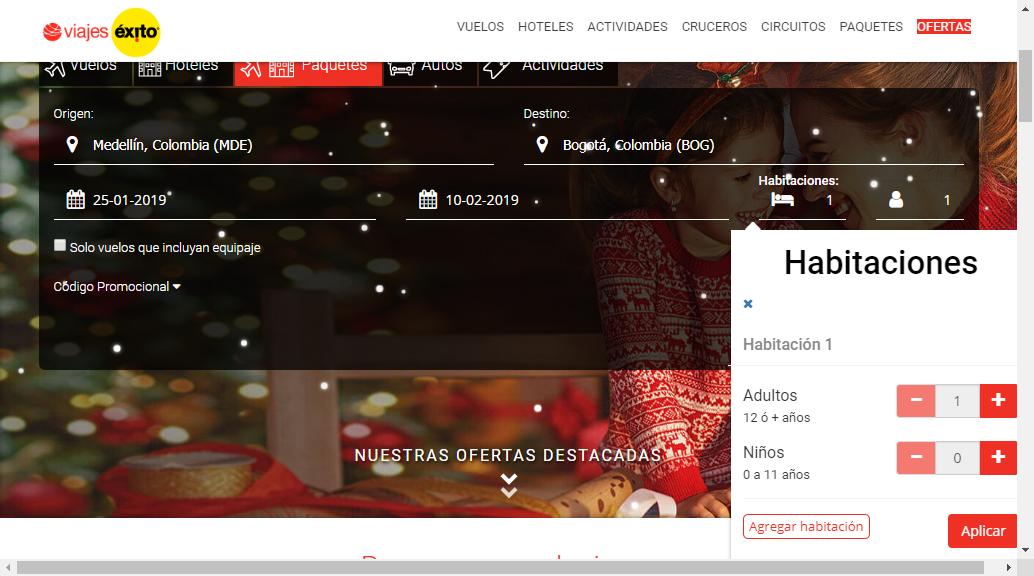 viajes éxito
VUELOS HOTELES ACTIVIDADES CRUCEROS CIRCUITOS PAQUETES OFERTAS
Vuelos Hoteles Paquetes Autos Actividades
Origen: Destino:
Medellín, Colombia (MDE) Bogotá, Colombia (BOG)
Habitaciones:
25-01-2019 10-02-2019 1 1
Solo vuelos que incluyan equipaje
Código Promocional
Habitaciones
Habitación 1
Adultos
12 ó + años
1
Niños
0 a 11 años
0
Agregar habitación Aplicar
NUESTRAS OFERTAS DESTACADAS